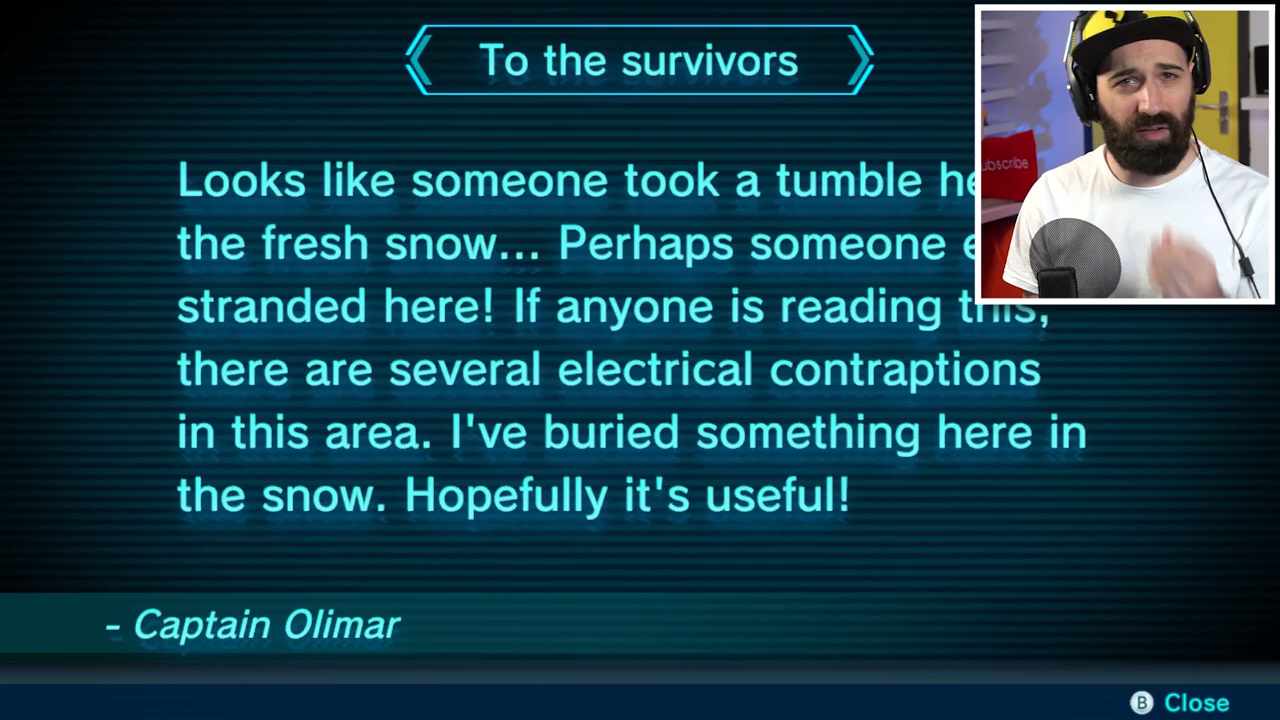 To the survivors
Looks like someone took a tumble
the fresh snow... Perhaps someone
stranded here! If anyone is reading this,
there are several electrical contraptions
in this area. I've buried something here in
the snow. Hopefully it's useful!
- Captain Olimar
B Close
ubscribe